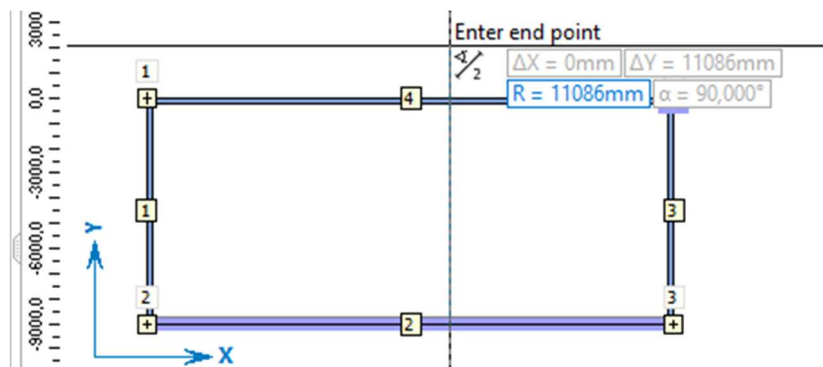 3000
Enter end point
2
ΔX = 0mm ΔY = 11086mm
R = 11086mm α = 90,000°
1
0,0
4
-3000,0
1
3
Y
-6000,0
2
3
-9000,0
2
X